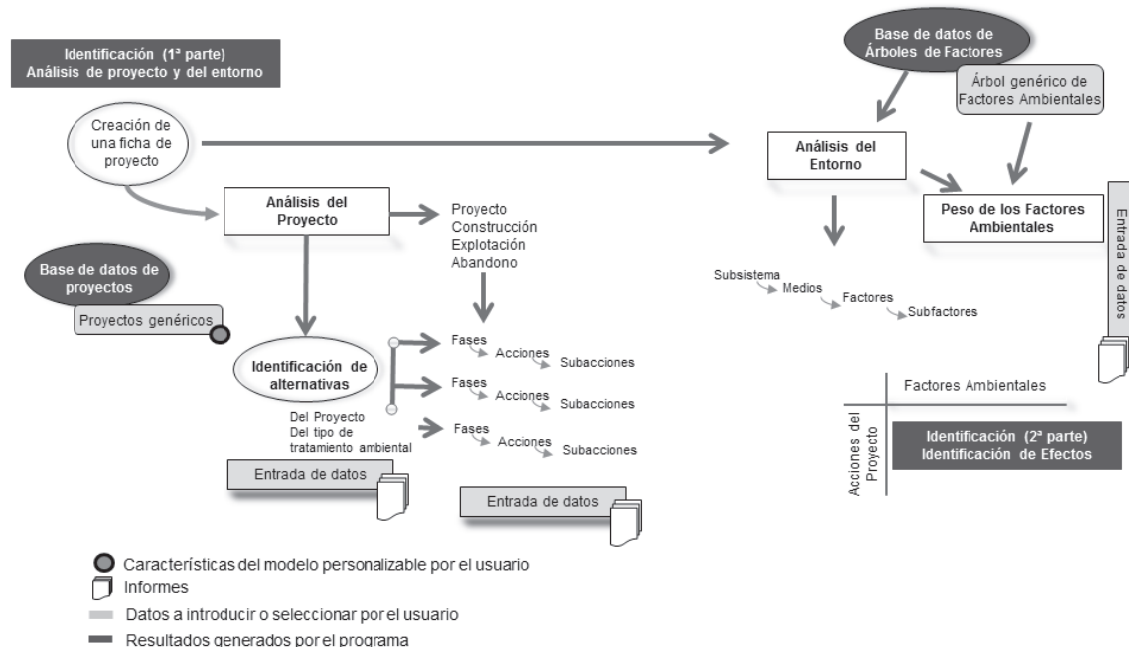 Identificación (1ª parte)
Análisis de proyecto y del entorno
Creación de
una ficha de
proyecto
Análisis del
Proyecto
Proyecto
Construcción
Explotación
Abandono
Base de datos de
proyectos
Proyectos genéricos
Identificación de
alternativas
Del Proyecto
Del tipo de
tratamiento ambiental
Fases
Acciones
Subacciones
Fases
Acciones
Subacciones
Fases
Acciones
Subacciones
Entrada de datos
Entrada de datos
Base de datos de
Árboles de Factores
Árbol genérico de
Factores Ambientales
Análisis del
Entorno
Peso de los Factores
Ambientales
Entrada de datos
Subsistema
Medios
Factores
Subfactores
Factores Ambientales
Acciones del
Proyecto
Identificación (2ª parte)
Identificación de Efectos
Características del modelo personalizable por el usuario
Informes
Datos a introducir o seleccionar por el usuario
Resultados generados por el programa